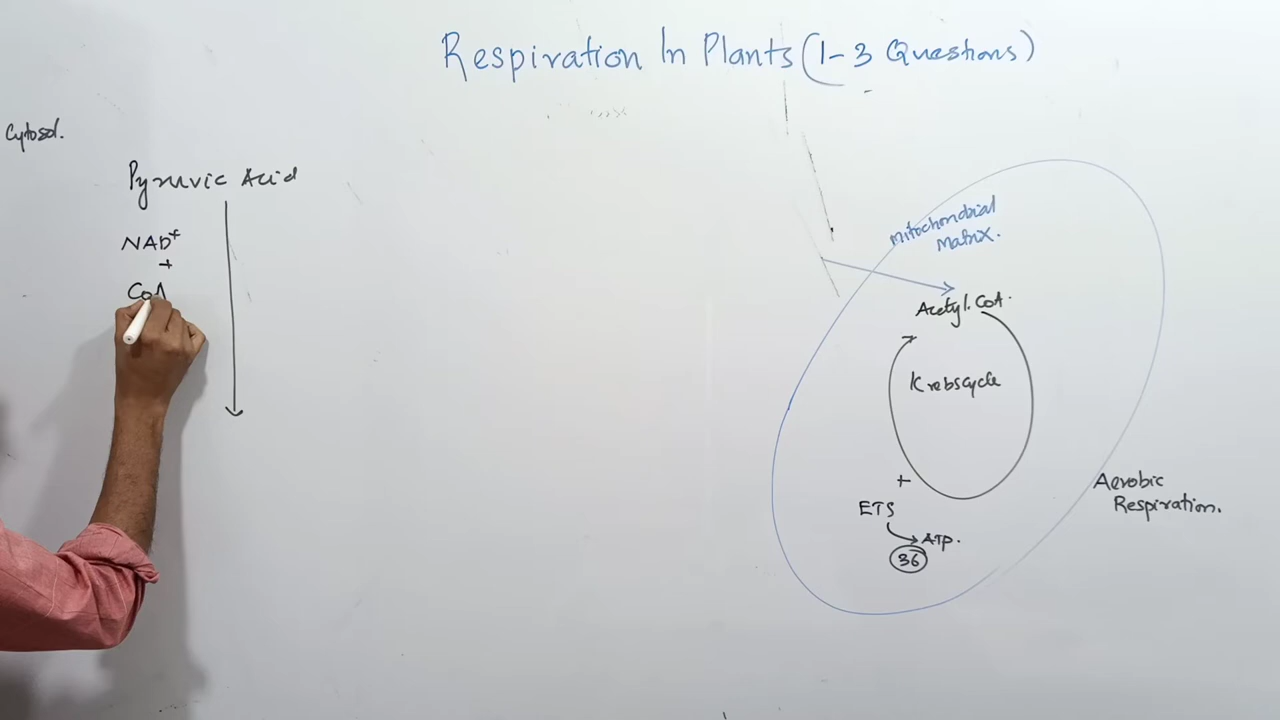 Respiration In Plants (1-3 Questions)
Cytosol.
Pyruvic Acid
NAD+
+
CoA
Mitochondrial
Matrix.
Acetyl.CoA.
Krebscycle
+
ETS
ATP.
36
Aerobic
Respiration.